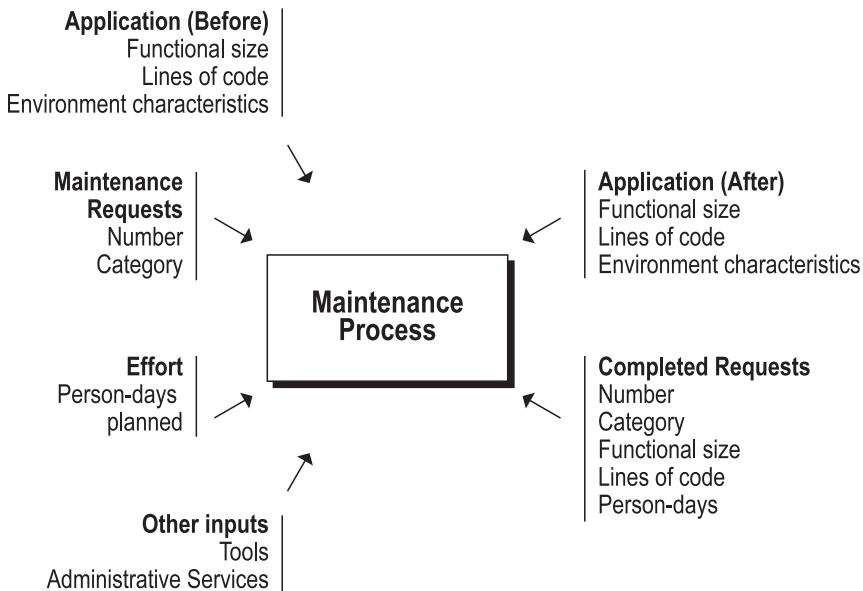 Application (Before)
Functional size
Lines of code
Environment characteristics
Maintenance
Requests
Number
Category
Effort
Person-days
planned
Other inputs
Tools
Administrative Services
Maintenance
Process
Application (After)
Functional size
Lines of code
Environment characteristics
Completed Requests
Number
Category
Functional size
Lines of code
Person-days